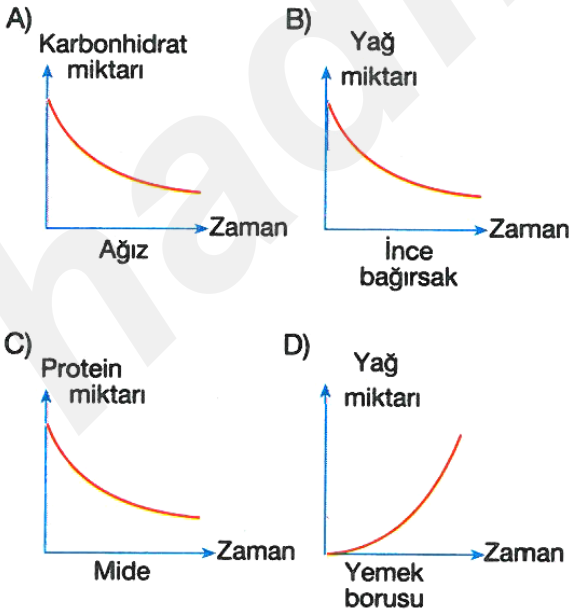 A)
Karbonhidrat
miktarı
Zaman
Ağız
B)
Yağ
miktarı
Zaman
İnce
bağırsak
C)
Protein
miktarı
Zaman
Mide
D)
Yağ
miktarı
Zaman
Yemek
borusu